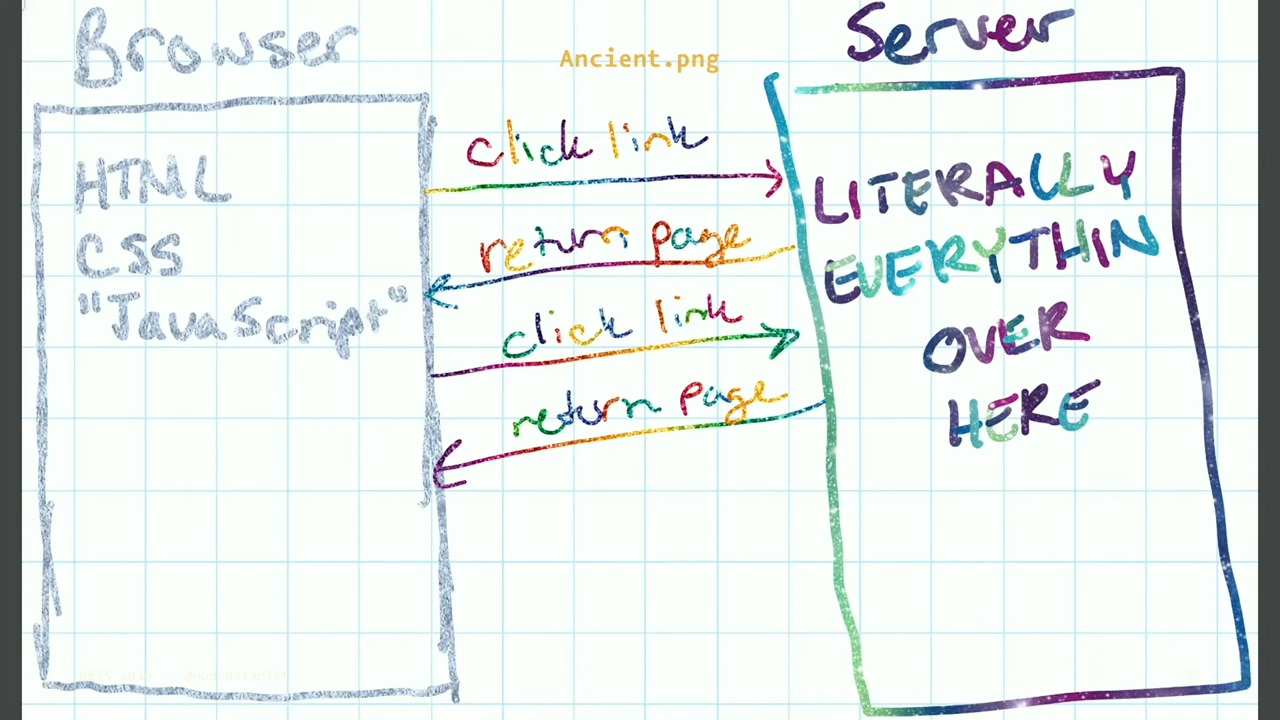 Browser
Server
Ancient.png
HTML
CSS
"JavaScript"
click link
return page
click link
return page
LITERALLY
EVERYTHIN
OVER
HERE